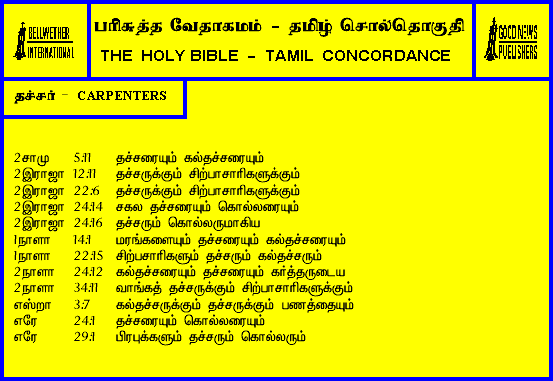 BELLWETHER
INTERNATIONAL
பரிசுத்த வேதாகமம் - தமிழ் சொல்தொகுதி
THE HOLY BIBLE - TAMIL CONCORDANCE
GOOD NEWS
PUBLISHERS
தச்சர் - CARPENTERS
2சாமு 5:11 தச்சரையும் கல்தச்சரையும்
2இராஜா 12:11 தச்சருக்கும் சிற்பாசாரிகளுக்கும்
2இராஜா 22:6 தச்சருக்கும் சிற்பாசாரிகளுக்கும்
2இராஜா 24:14 சகல தச்சரையும் கொல்லரையும்
2இராஜா 24:16 தச்சரும் கொல்லருமாகிய
1நாளா 14:1 மரங்களையும் தச்சரையும் கல்தச்சரையும்
1நாளா 22:15 சிற்பசாரிகளும் தச்சரும் கல்தச்சரும்
2நாளா 24:12 கல்தச்சரையும் தச்சரையும் கர்த்தருடைய
2நாளா 34:11 வாங்கத் தச்சருக்கும் சிற்பாசாரிகளுக்கும்
எஸ்றா 3:7 கல்தச்சருக்கும் தச்சருக்கும் பணத்தையும்
எரே 24:1 தச்சரையும் கொல்லரையும்
எரே 29:1 பிரபுக்களும் தச்சரும் கொல்லரும்